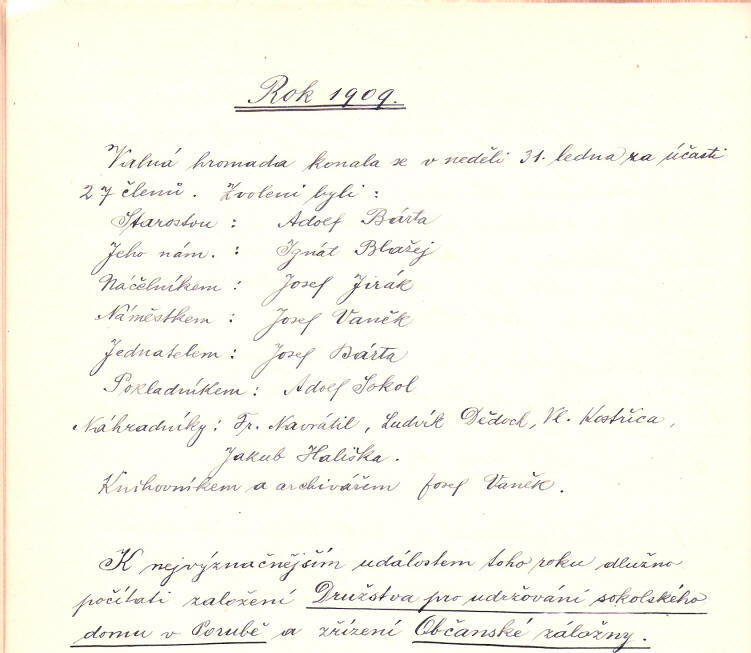 Rok 1909.
Valná hromada konala se v neděli 31. ledna za účasti
27 členů. Zvoleni byli :
Starostou : Adolf Bárta
Jeho nám. : Ignát Blažej
Náčelníkem : Josef Jirák
Náměstkem : Josef Vaněk
Jednatelem : Josef Bárta
Pokladníkem : Adolf Sokol
Náhradníky : Fr. Navrátil, Ludvík Dědoch, Vl. Kostřica,
Jakub Hališka.
Knihovníkem a archivářem Josef Vaněk.
K nejvýznačnějším událostem toho roku dlužno
počítati založení Družstva pro udržování sokolského
domu v Porubě a zřízení Občanské záložny.